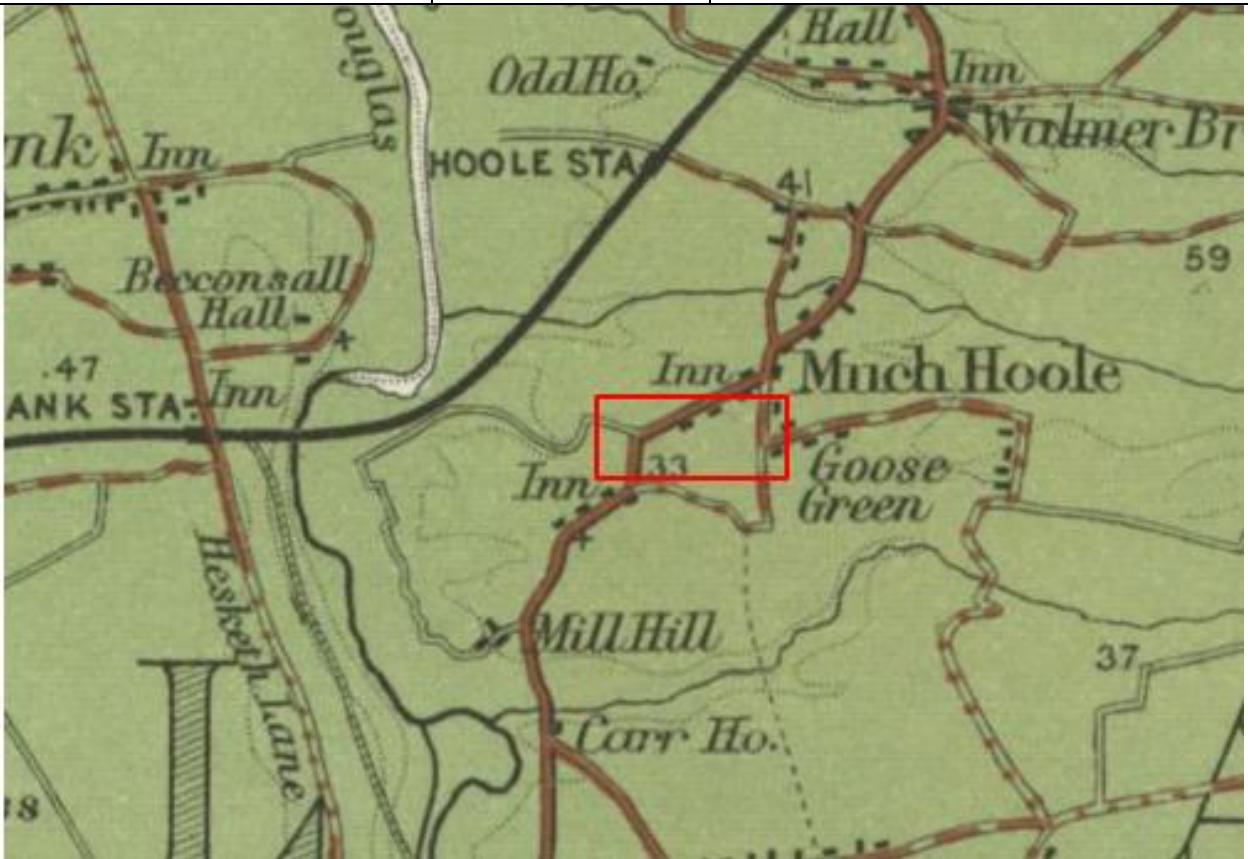 ouglas
Hall
Odd Ho.
Inn
Walmer Br
nk
Inn
HOOLE STA
41
59
Becconsall
Hall
.47
Inn
Much Hoole
ANK STA.
Inn
33
Goose
Green
Inn
Hesketh Lane
Mill Hill
37
Carr Ho.